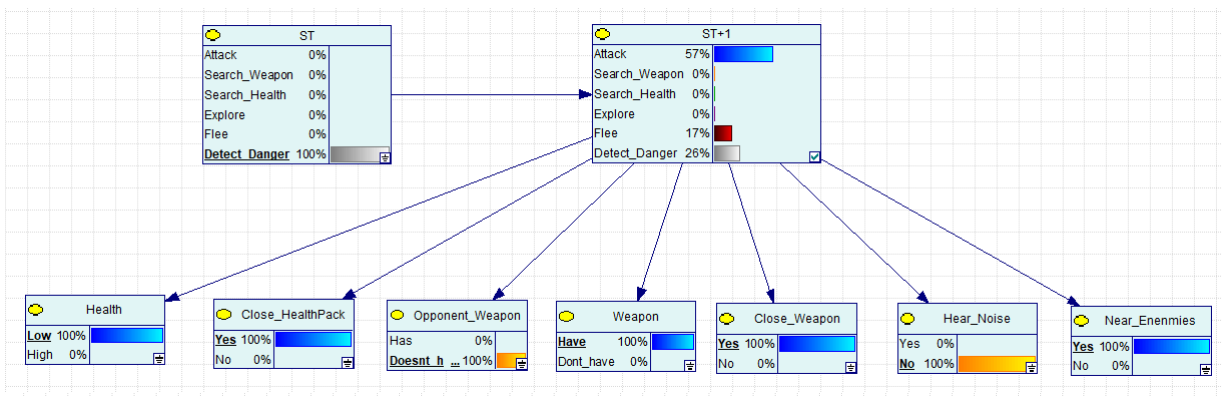 ST
Attack 0%
Search_Weapon 0%
Search_Health 0%
Explore 0%
Flee 0%
Detect_Danger 100%
ST+1
Attack 57%
Search_Weapon 0%
Search_Health 0%
Explore 0%
Flee 17%
Detect_Danger 26%
Health
Low 100%
High 0%
Close_HealthPack
Yes 100%
No 0%
Opponent_Weapon
Has 0%
Doesnt_h ... 100%
Weapon
Have 100%
Dont_have 0%
Close_Weapon
Yes 100%
No 0%
Hear_Noise
Yes 0%
No 100%
Near_Enenmies
Yes 100%
No 0%